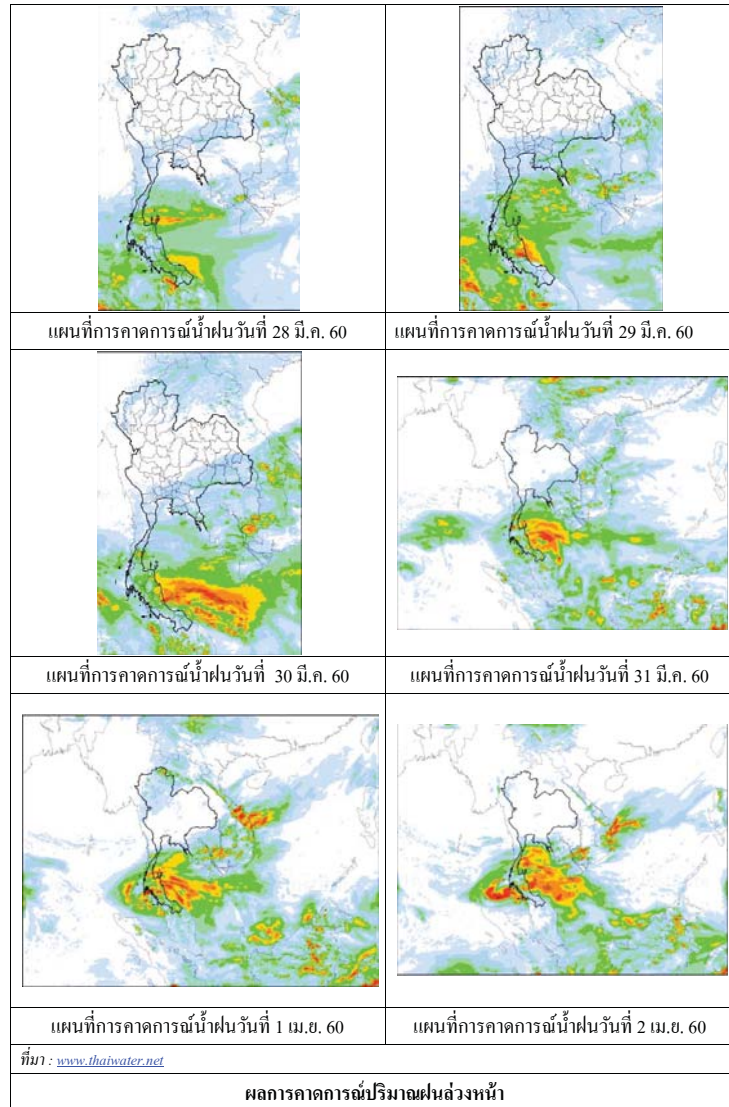 แผนที่การคาดการณ์น้ำฝนวันที่ 28 มี.ค. 60
แผนที่การคาดการณ์น้ำฝนวันที่ 29 มี.ค. 60
แผนที่การคาดการณ์น้ำฝนวันที่ 30 มี.ค. 60
แผนที่การคาดการณ์น้ำฝนวันที่ 31 มี.ค. 60
แผนที่การคาดการณ์น้ำฝนวันที่ 1 เม.ย. 60
แผนที่การคาดการณ์น้ำฝนวันที่ 2 เม.ย. 60
ที่มา : www.thaiwater.net
ผลการคาดการณ์ปริมาณฝนล่วงหน้า